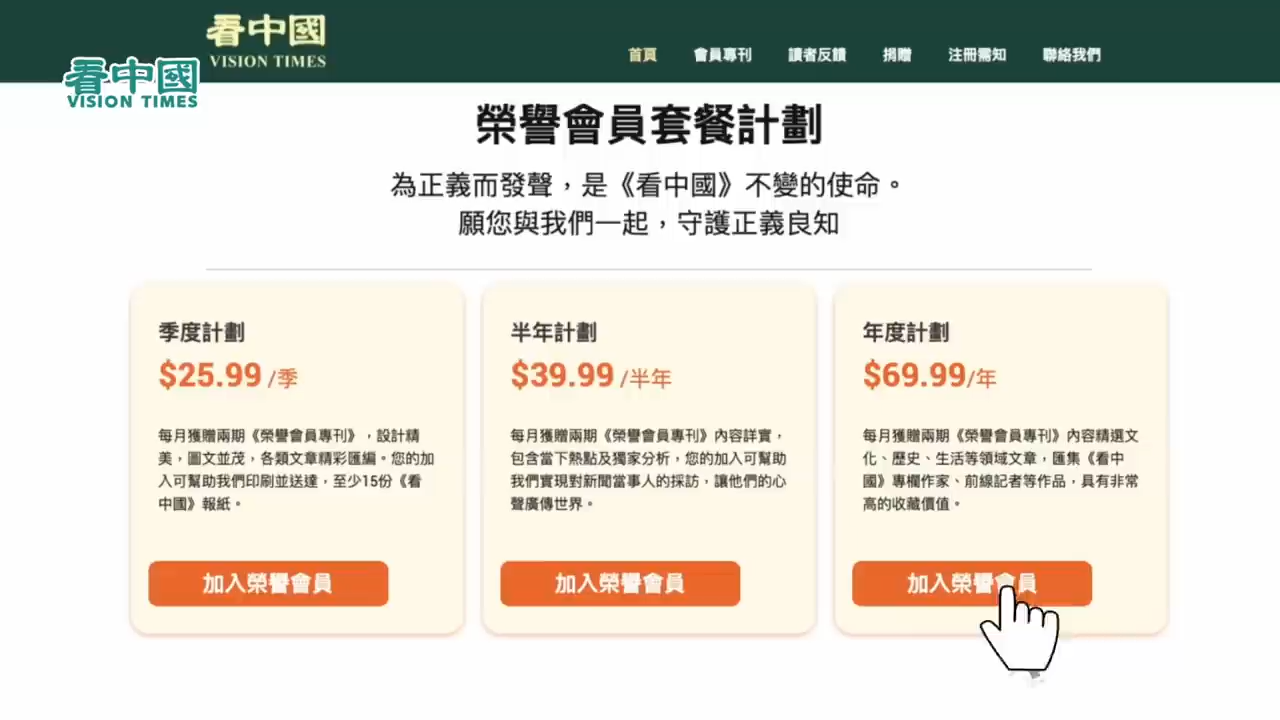 看中國
VISION TIMES
首頁 會員專刊 讀者反饋 捐贈 注冊需知 聯絡我們
看中國
VISION TIMES
榮譽會員套餐計劃
為正義而發聲，是《看中國》不變的使命。
願您與我們一起，守護正義良知
季度計劃
$25.99 /季
每月獲贈兩期《榮譽會員專刊》，設計精
美，圖文並茂，各類文章精彩匯編。您的加
入可幫助我們印刷並送達，至少15份《看
中國》報紙。
加入榮譽會員
半年計劃
$39.99 /半年
每月獲贈兩期《榮譽會員專刊》內容詳實，
包含當下熱點及獨家分析，您的加入可幫助
我們實現對新聞當事人的採訪，讓他們的心
聲廣傳世界。
加入榮譽會員
年度計劃
$69.99/年
每月獲贈兩期《榮譽會員專刊》內容精選文
化、歷史、生活等領域文章，匯集《看中
國》專欄作家、前線記者等作品，具有非常
高的收藏價值。
加入榮譽會員